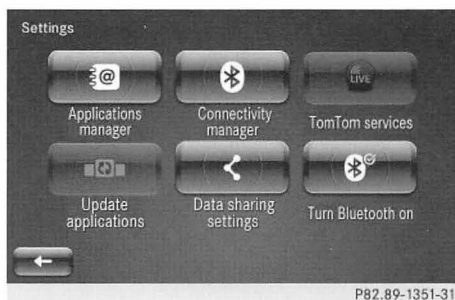 Settings
LIVE
Applications
manager
Connectivity
manager
TomTom services
Update
applications
Data sharing
settings
Turn Bluetooth on
P82.89-1351-31